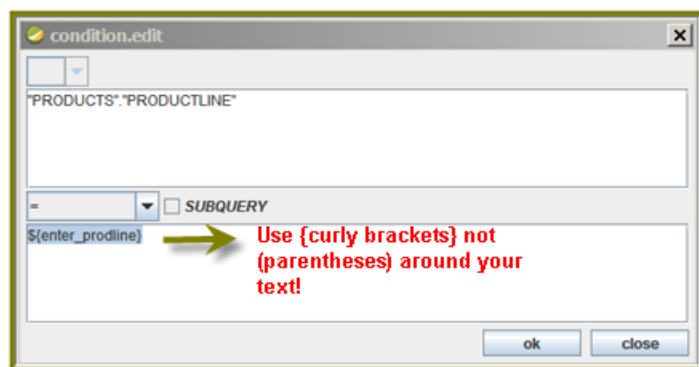 condition.edit
"PRODUCTS"."PRODUCTLINE"
=
SUBQUERY
${enter_prodline}
Use {curly brackets} not
(parentheses) around your
text!
ok
close